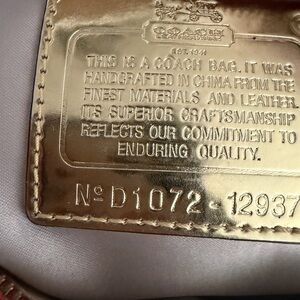 COACH
EST. 1941
THIS IS A COACH BAG. IT WAS
HANDCRAFTED IN CHINA FROM THE
FINEST MATERIALS AND LEATHER.
ITS SUPERIOR CRAFTSMANSHIP
REFLECTS OUR COMMITMENT TO
ENDURING QUALITY.
Nº D1072 - 12937